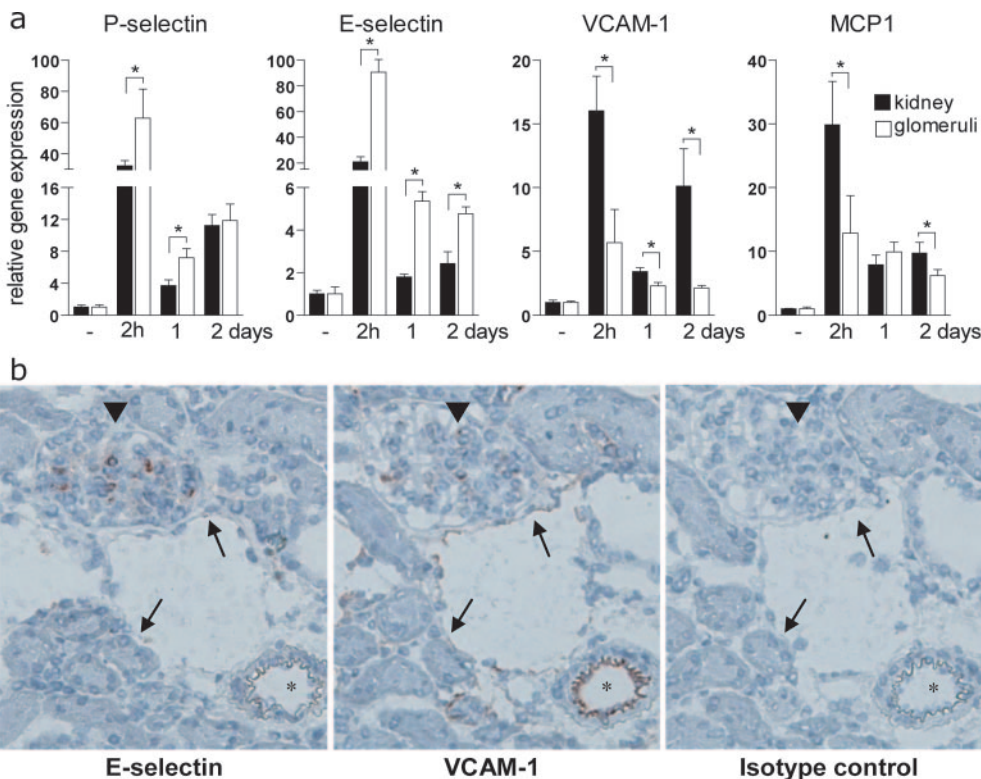 a
P-selectin
E-selectin
VCAM-1
MCP1
relative gene expression
100
80
60
40
16
12
8
4
0
- 2h 1 2 days
100
80
60
40
20
6
4
2
0
- 2h 1 2 days
20
15
10
5
0
- 2h 1 2 days
40
30
20
10
0
- 2h 1 2 days
* *
* * *
* * *
* *
kidney
glomeruli
b
* * *
E-selectin
VCAM-1
Isotype control